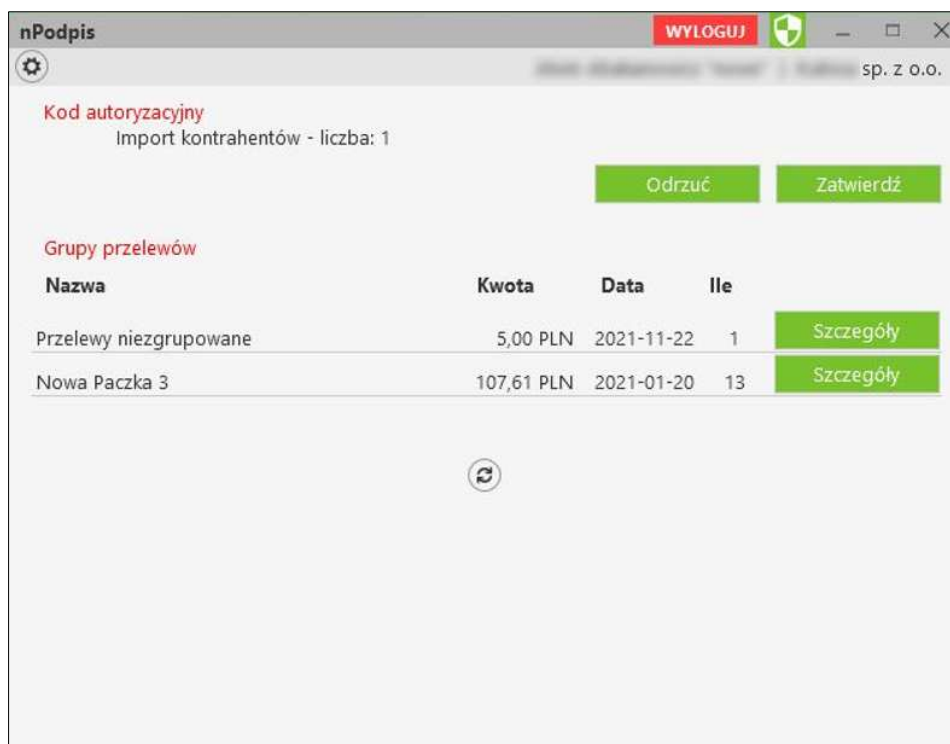 nPodpis WYLOGUJ
sp. z o.o.
Kod autoryzacyjny
Import kontrahentów - liczba: 1
Odrzuć Zatwierdź
Grupy przelewów
Nazwa Kwota Data Ile
Przelewy niezgrupowane 5,00 PLN 2021-11-22 1 Szczegóły
Nowa Paczka 3 107,61 PLN 2021-01-20 13 Szczegóły